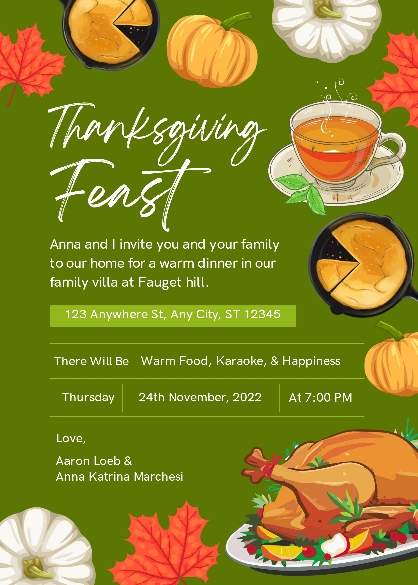 Thanksgiving
Feast
Anna and I invite you and your family
to our home for a warm dinner in our
family villa at Fauget hill.
123 Anywhere St, Any City, ST 12345
There Will Be Warm Food, Karaoke, & Happiness
Thursday 24th November, 2022 At 7:00 PM
Love,
Aaron Loeb &
Anna Katrina Marchesi